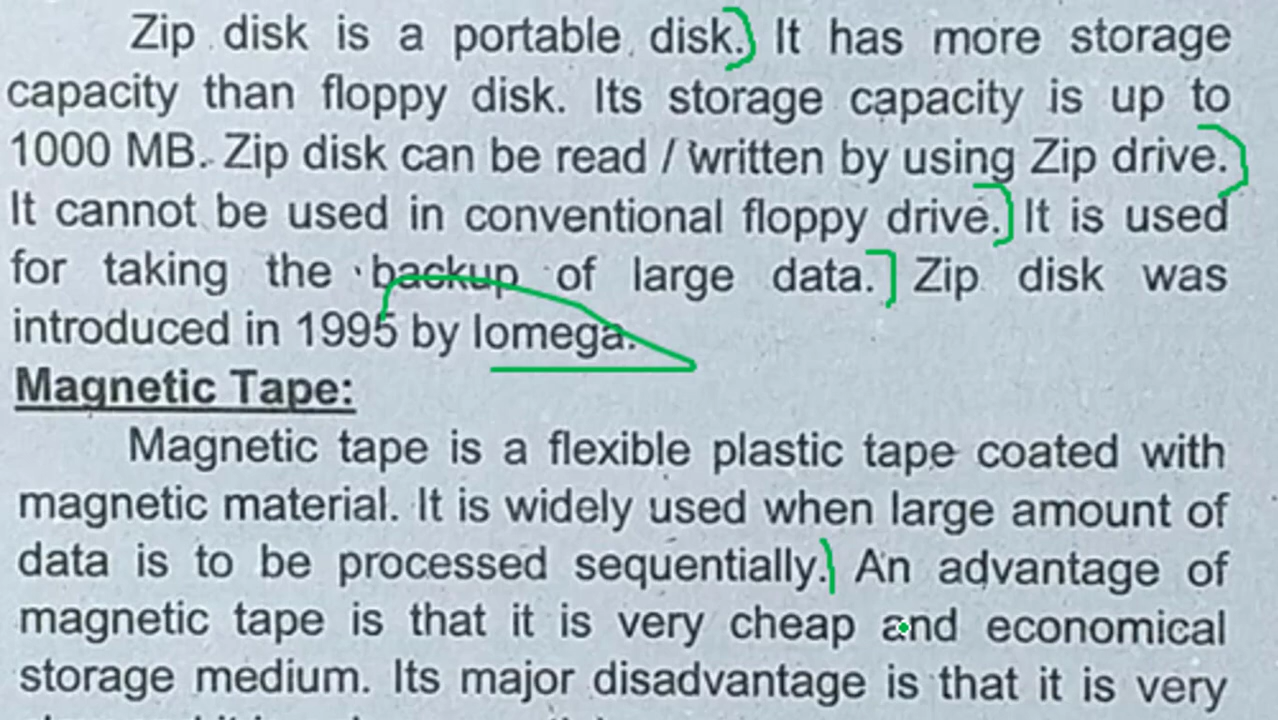 Zip disk is a portable disk. It has more storage
capacity than floppy disk. Its storage capacity is up to
1000 MB. Zip disk can be read / written by using Zip drive.
It cannot be used in conventional floppy drive. It is used
for taking the backup of large data. Zip disk was
introduced in 1995 by Iomega.
Magnetic Tape:
Magnetic tape is a flexible plastic tape coated with
magnetic material. It is widely used when large amount of
data is to be processed sequentially. An advantage of
magnetic tape is that it is very cheap and economical
storage medium. Its major disadvantage is that it is very